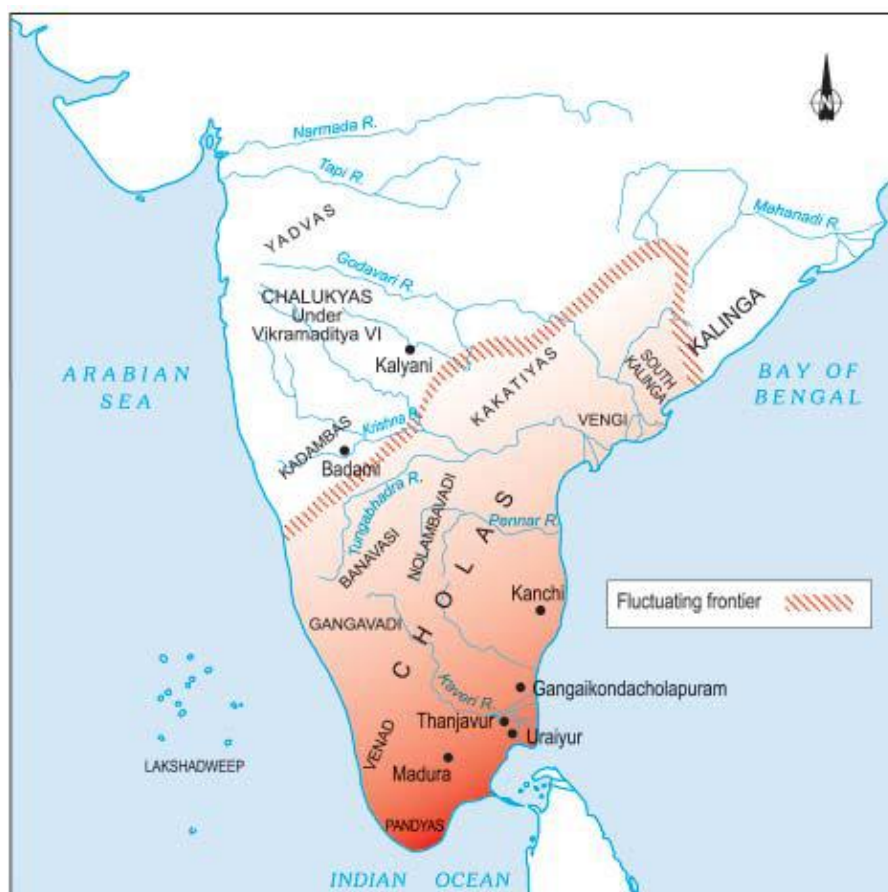 N
Narmada R.
Tapi R.
Mahanadi R.
YADVAS
Godavari R.
CHALUKYAS
Under
Vikramaditya VI
Kalyani
KALINGA
ARABIAN
SEA
KAKATIYAS
SOUTH
KALINGA
BAY OF
BENGAL
VENGI
KADAMBAS
Krishna R.
Badami
Tungabhadra R.
BANAVASI
NOLAMBAVADI
Pennar R.
CHOLAS
Kanchi
Fluctuating frontier
GANGAVADI
Kaveri R.
Gangaikondacholapuram
Thanjavur
Uraiyur
VENAD
Madura
LAKSHADWEEP
PANDYAS
INDIAN OCEAN